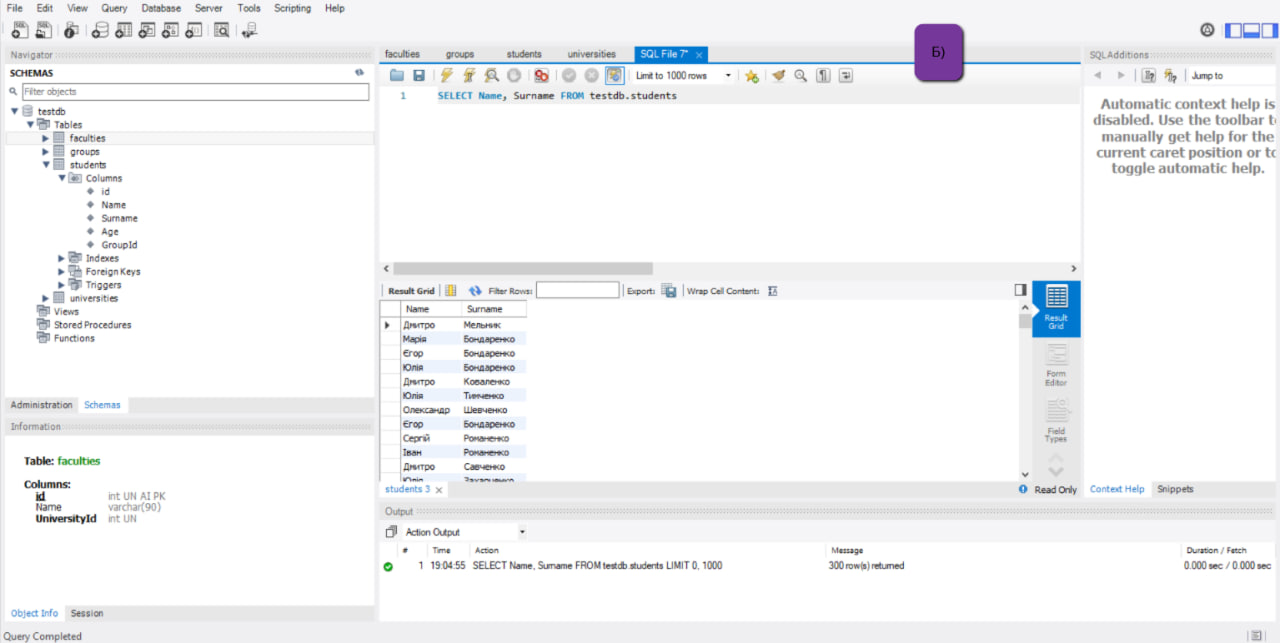 File Edit View Query Database Server Tools Scripting Help
Navigator
SCHEMAS
Filter objects
testdb
Tables
faculties
groups
students
Columns
id
Name
Surname
Age
GroupId
Indexes
Foreign Keys
Triggers
universities
Views
Stored Procedures
Functions
Administration Schemas
Information
Table: faculties
Columns:
id int UN AI PK
Name varchar(90)
UniversityId int UN
Object Info Session
Query Completed
faculties groups students universities SQL File 7* ×
Limit to 1000 rows
1 SELECT Name, Surname FROM testdb.students
Б)
Result Grid Filter Rows: Export: Wrap Cell Content:
Name Surname
Дмитро Мельник
Марія Бондаренко
Єгор Бондаренко
Юлія Бондаренко
Дмитро Коваленко
Юлія Тимченко
Олександр Шевченко
Єгор Бондаренко
Сергій Романенко
Іван Романенко
Дмитро Савченко
Юлія Захарченко
Result
Grid
Form
Editor
Field
Types
students 3 ×
Read Only
Output
Action Output
# Time Action Message Duration / Fetch
1 19:04:55 SELECT Name, Surname FROM testdb.students LIMIT 0, 1000 300 row(s) returned 0.000 sec / 0.000 sec
SQLAdditions
Jump to
Automatic context help is
disabled. Use the toolbar to
manually get help for the
current caret position or to
toggle automatic help.
Context Help Snippets